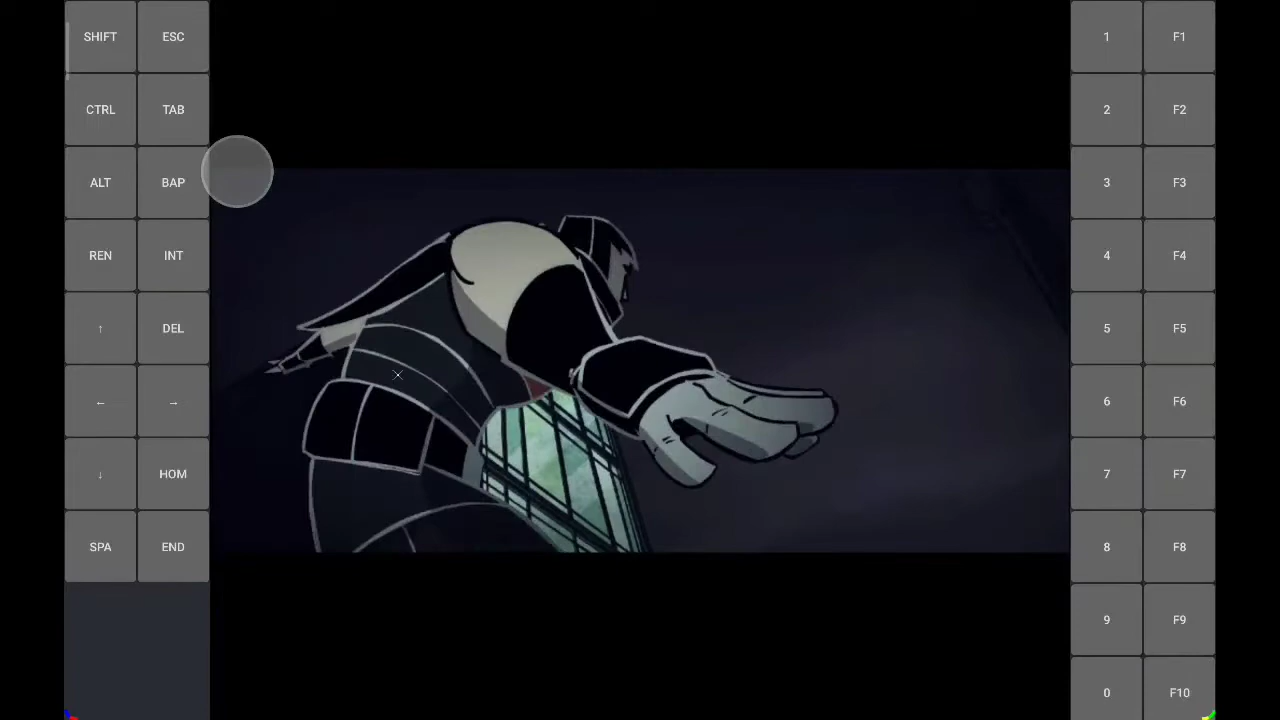 SHIFT ESC 1 F1
CTRL TAB 2 F2
ALT BAP 3 F3
REN INT 4 F4
↑ DEL 5 F5
← → 6 F6
↓ HOM 7 F7
SPA END 8 F8
9 F9
0 F10